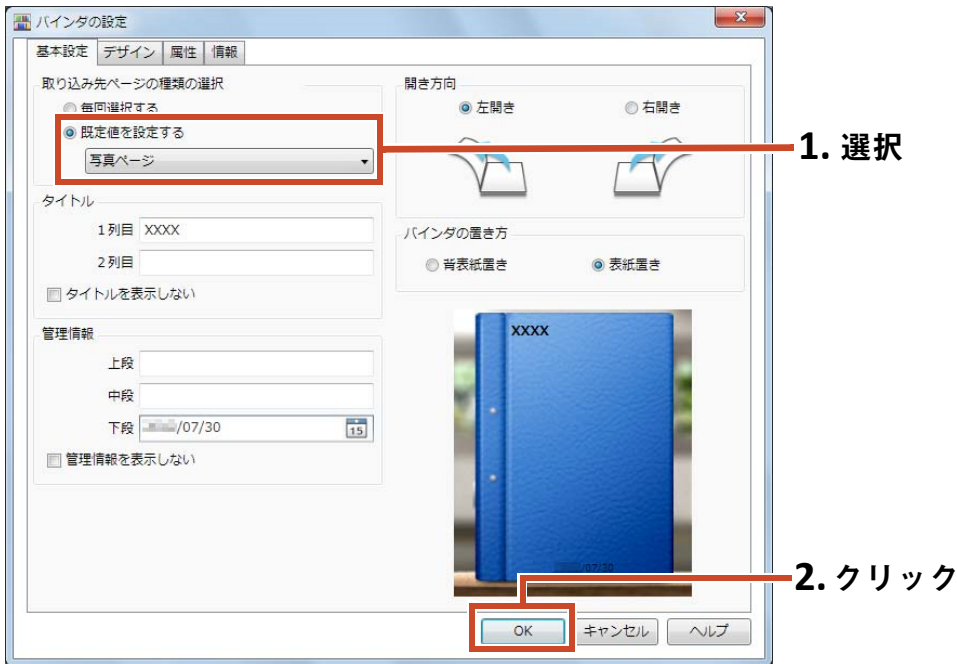 バインダの設定
基本設定 デザイン 属性 情報
取り込み先ページの種類の選択
毎回選択する
既定値を設定する
写真ページ
タイトル
1列目 XXXX
2列目
タイトルを表示しない
管理情報
上段
中段
下段 /07/30 15
管理情報を表示しない
開き方向
左開き 右開き
バインダの置き方
背表紙置き 表紙置き
XXXX
/07/30
OK キャンセル ヘルプ
1. 選択
2. クリック